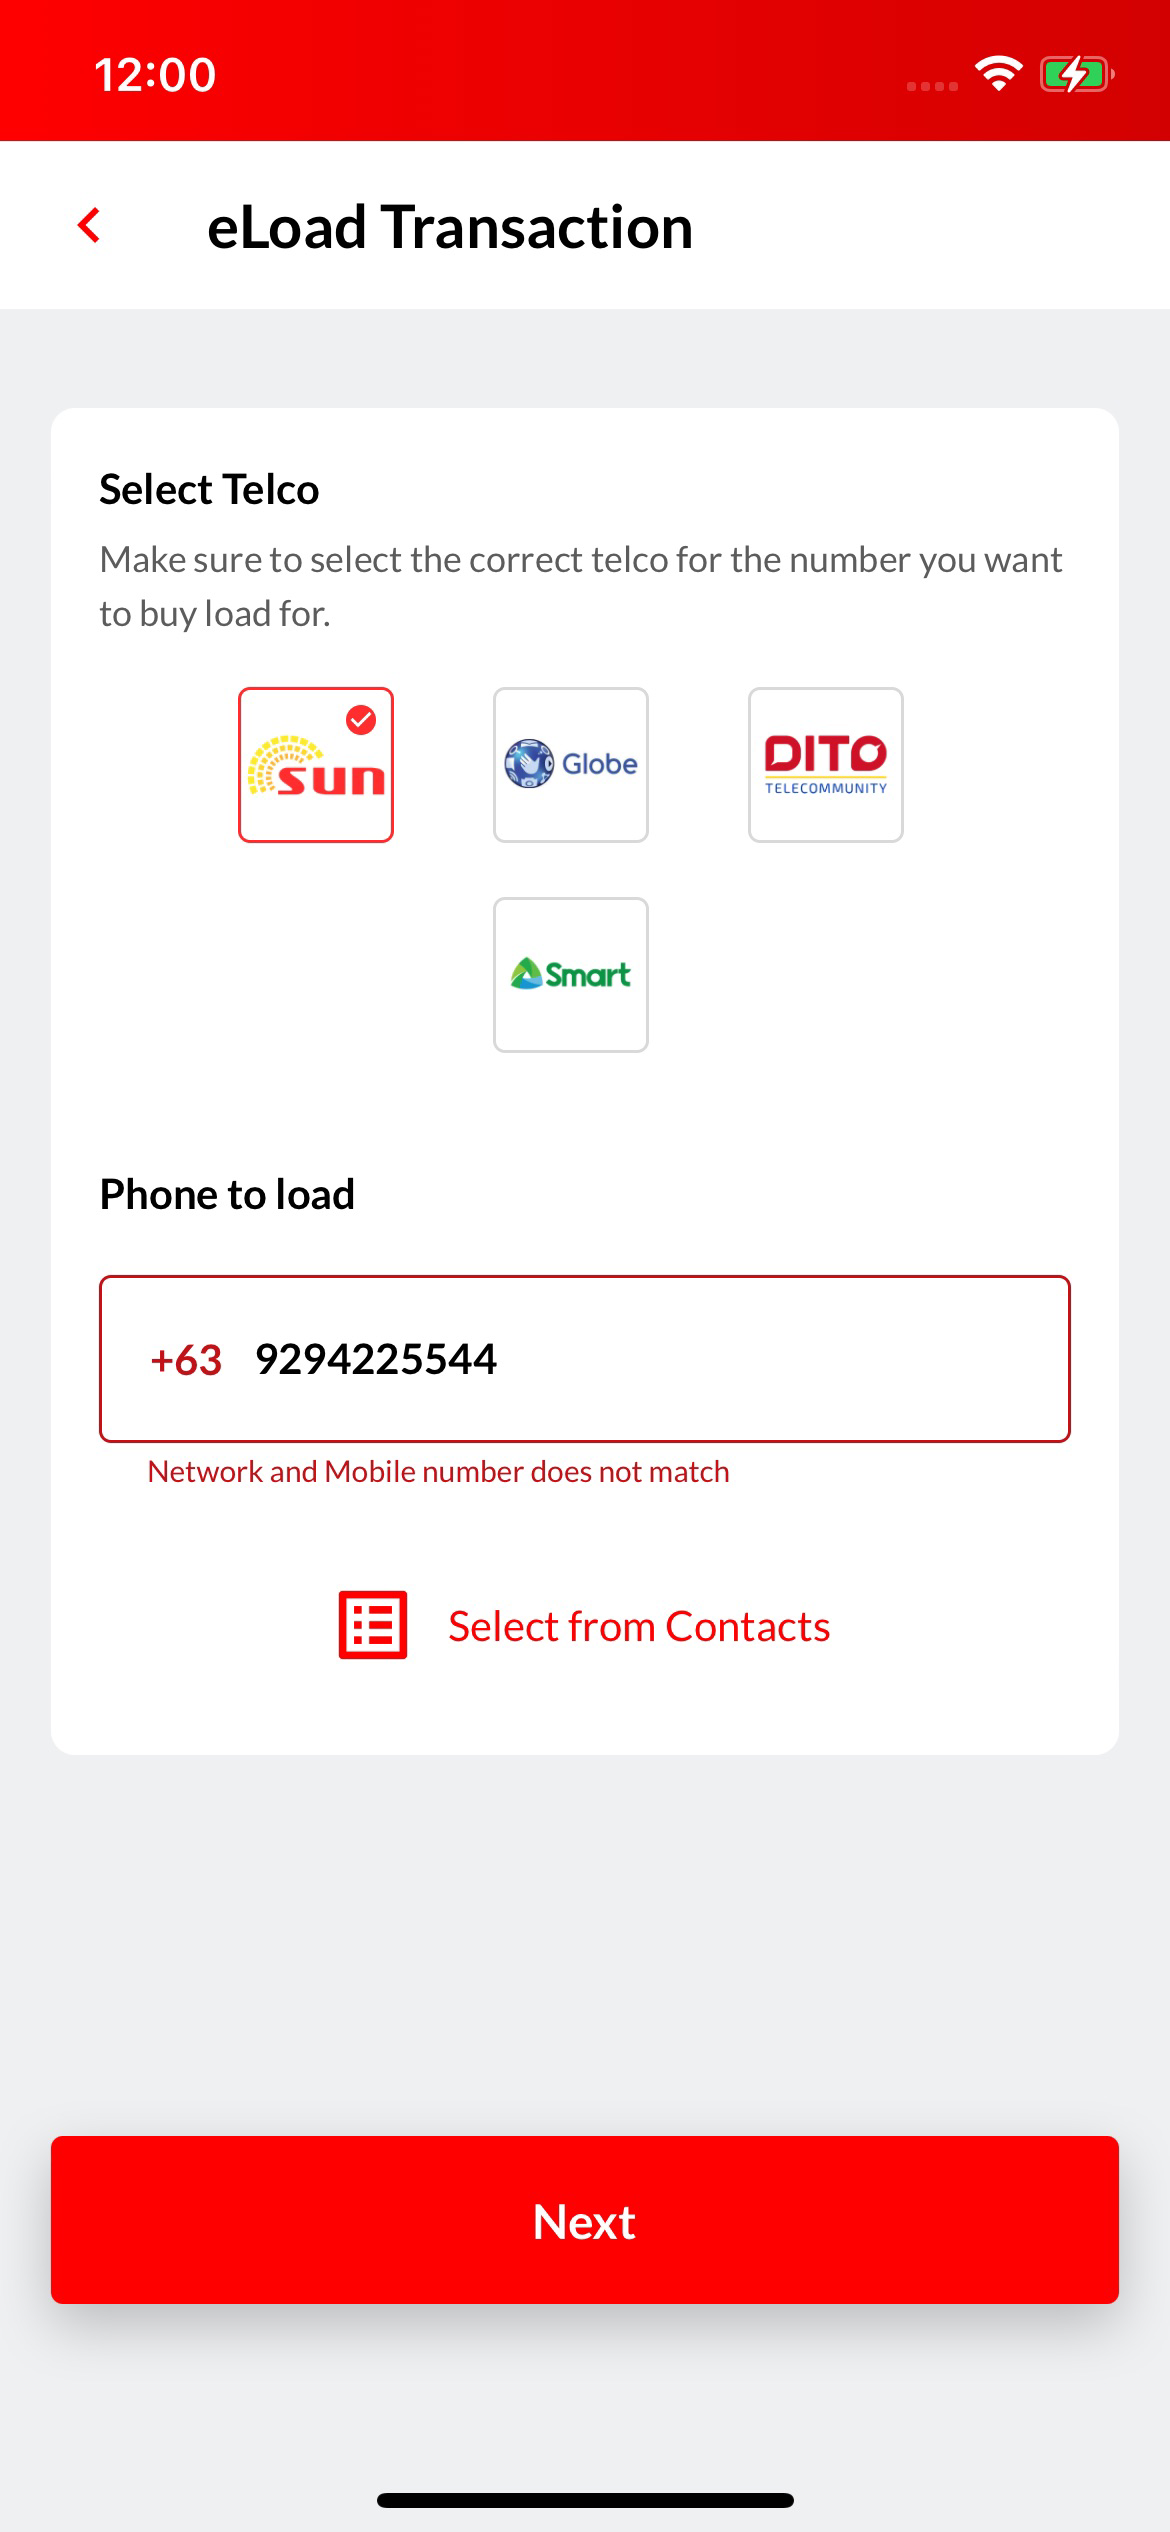 12:00
eLoad Transaction
Select Telco
Make sure to select the correct telco for the number you want
to buy load for.
sun
Globe
DITO
TELECOMMUNITY
Smart
Phone to load
+63 9294225544
Network and Mobile number does not match
Select from Contacts
Next